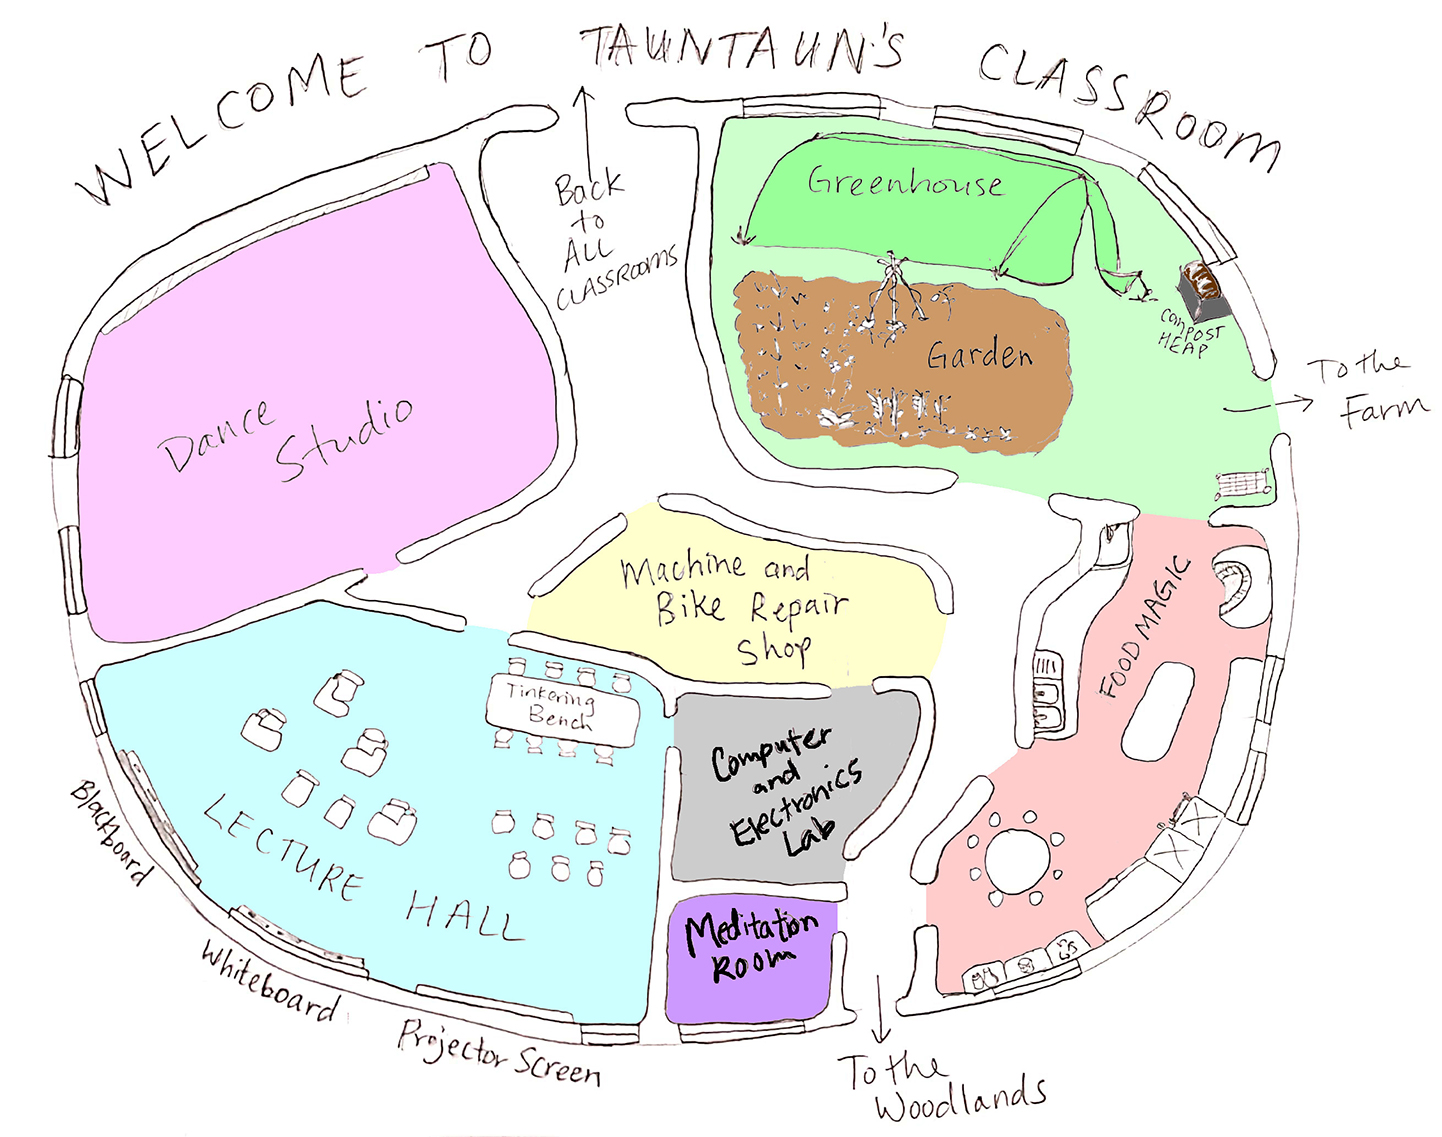 WELCOME TO TAUNTAUN'S CLASSROOM
Back
to
ALL
CLASSROOMS
Greenhouse
COMPOST
HEAP
Garden
To the
Farm
Dance
Studio
Machine and
Bike Repair
Shop
FOOD MAGIC
Tinkering
Bench
Computer
and
Electronics
Lab
LECTURE HALL
Blackboard
Meditation
Room
Whiteboard
Projector Screen
To the
Woodlands